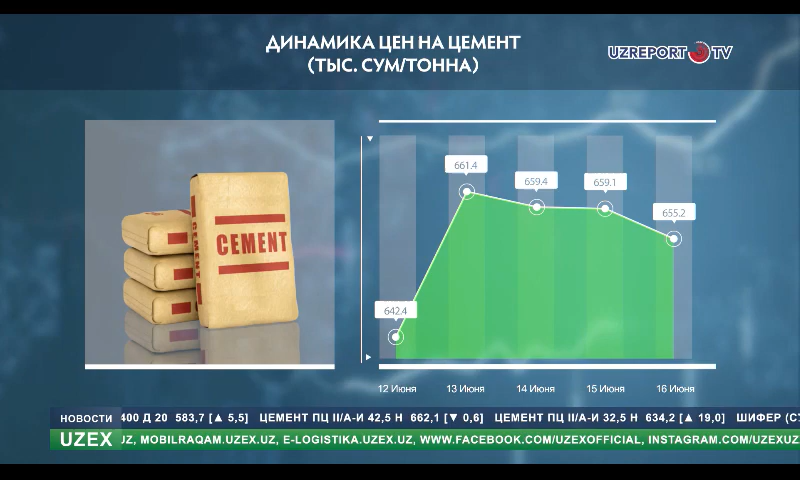 ДИНАМИКА ЦЕН НА ЦЕМЕНТ
(ТЫС. СУМ/ТОННА)
UZREPORT TV
661.4
659.4
659.1
655.2
642.4
CEMENT
CEMENT
12 Июня 13 Июня 14 Июня 15 Июня 16 Июня
НОВОСТИ 400 Д 20 583,7 [▲ 5,5] ЦЕМЕНТ ПЦ II/А-И 42,5 Н 662,1 [▼ 0,6] ЦЕМЕНТ ПЦ II/А-И 32,5 Н 634,2 [▲ 19,0] ШИФЕР (СТ
UZEX UZ, MOBILRAQAM.UZEX.UZ, E-LOGISTIKA.UZEX.UZ, WWW.FACEBOOK.COM/UZEXOFFICIAL, INSTAGRAM.COM/UZEXUZ